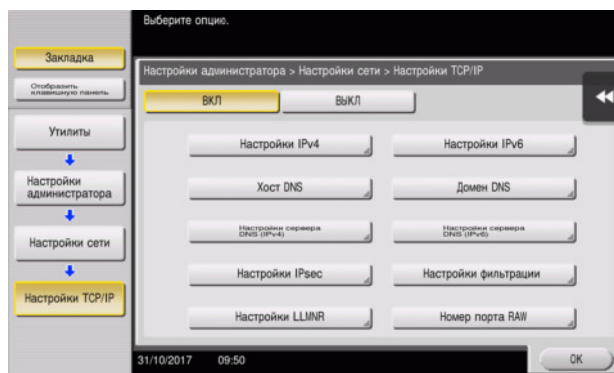 Выберите опцию.
Закладка
Отобразить
клавишную панель
Утилиты
Настройки
администратора
Настройки сети
Настройки TCP/IP
Настройки администратора > Настройки сети > Настройки TCP/IP
ВКЛ
ВЫКЛ
Настройки IPv4
Настройки IPv6
Хост DNS
Домен DNS
Настройки сервера
DNS (IPv4)
Настройки сервера
DNS (IPv6)
Настройки IPsec
Настройки фильтрации
Настройки LLMNR
Номер порта RAW
31/10/2017 09:50
OK